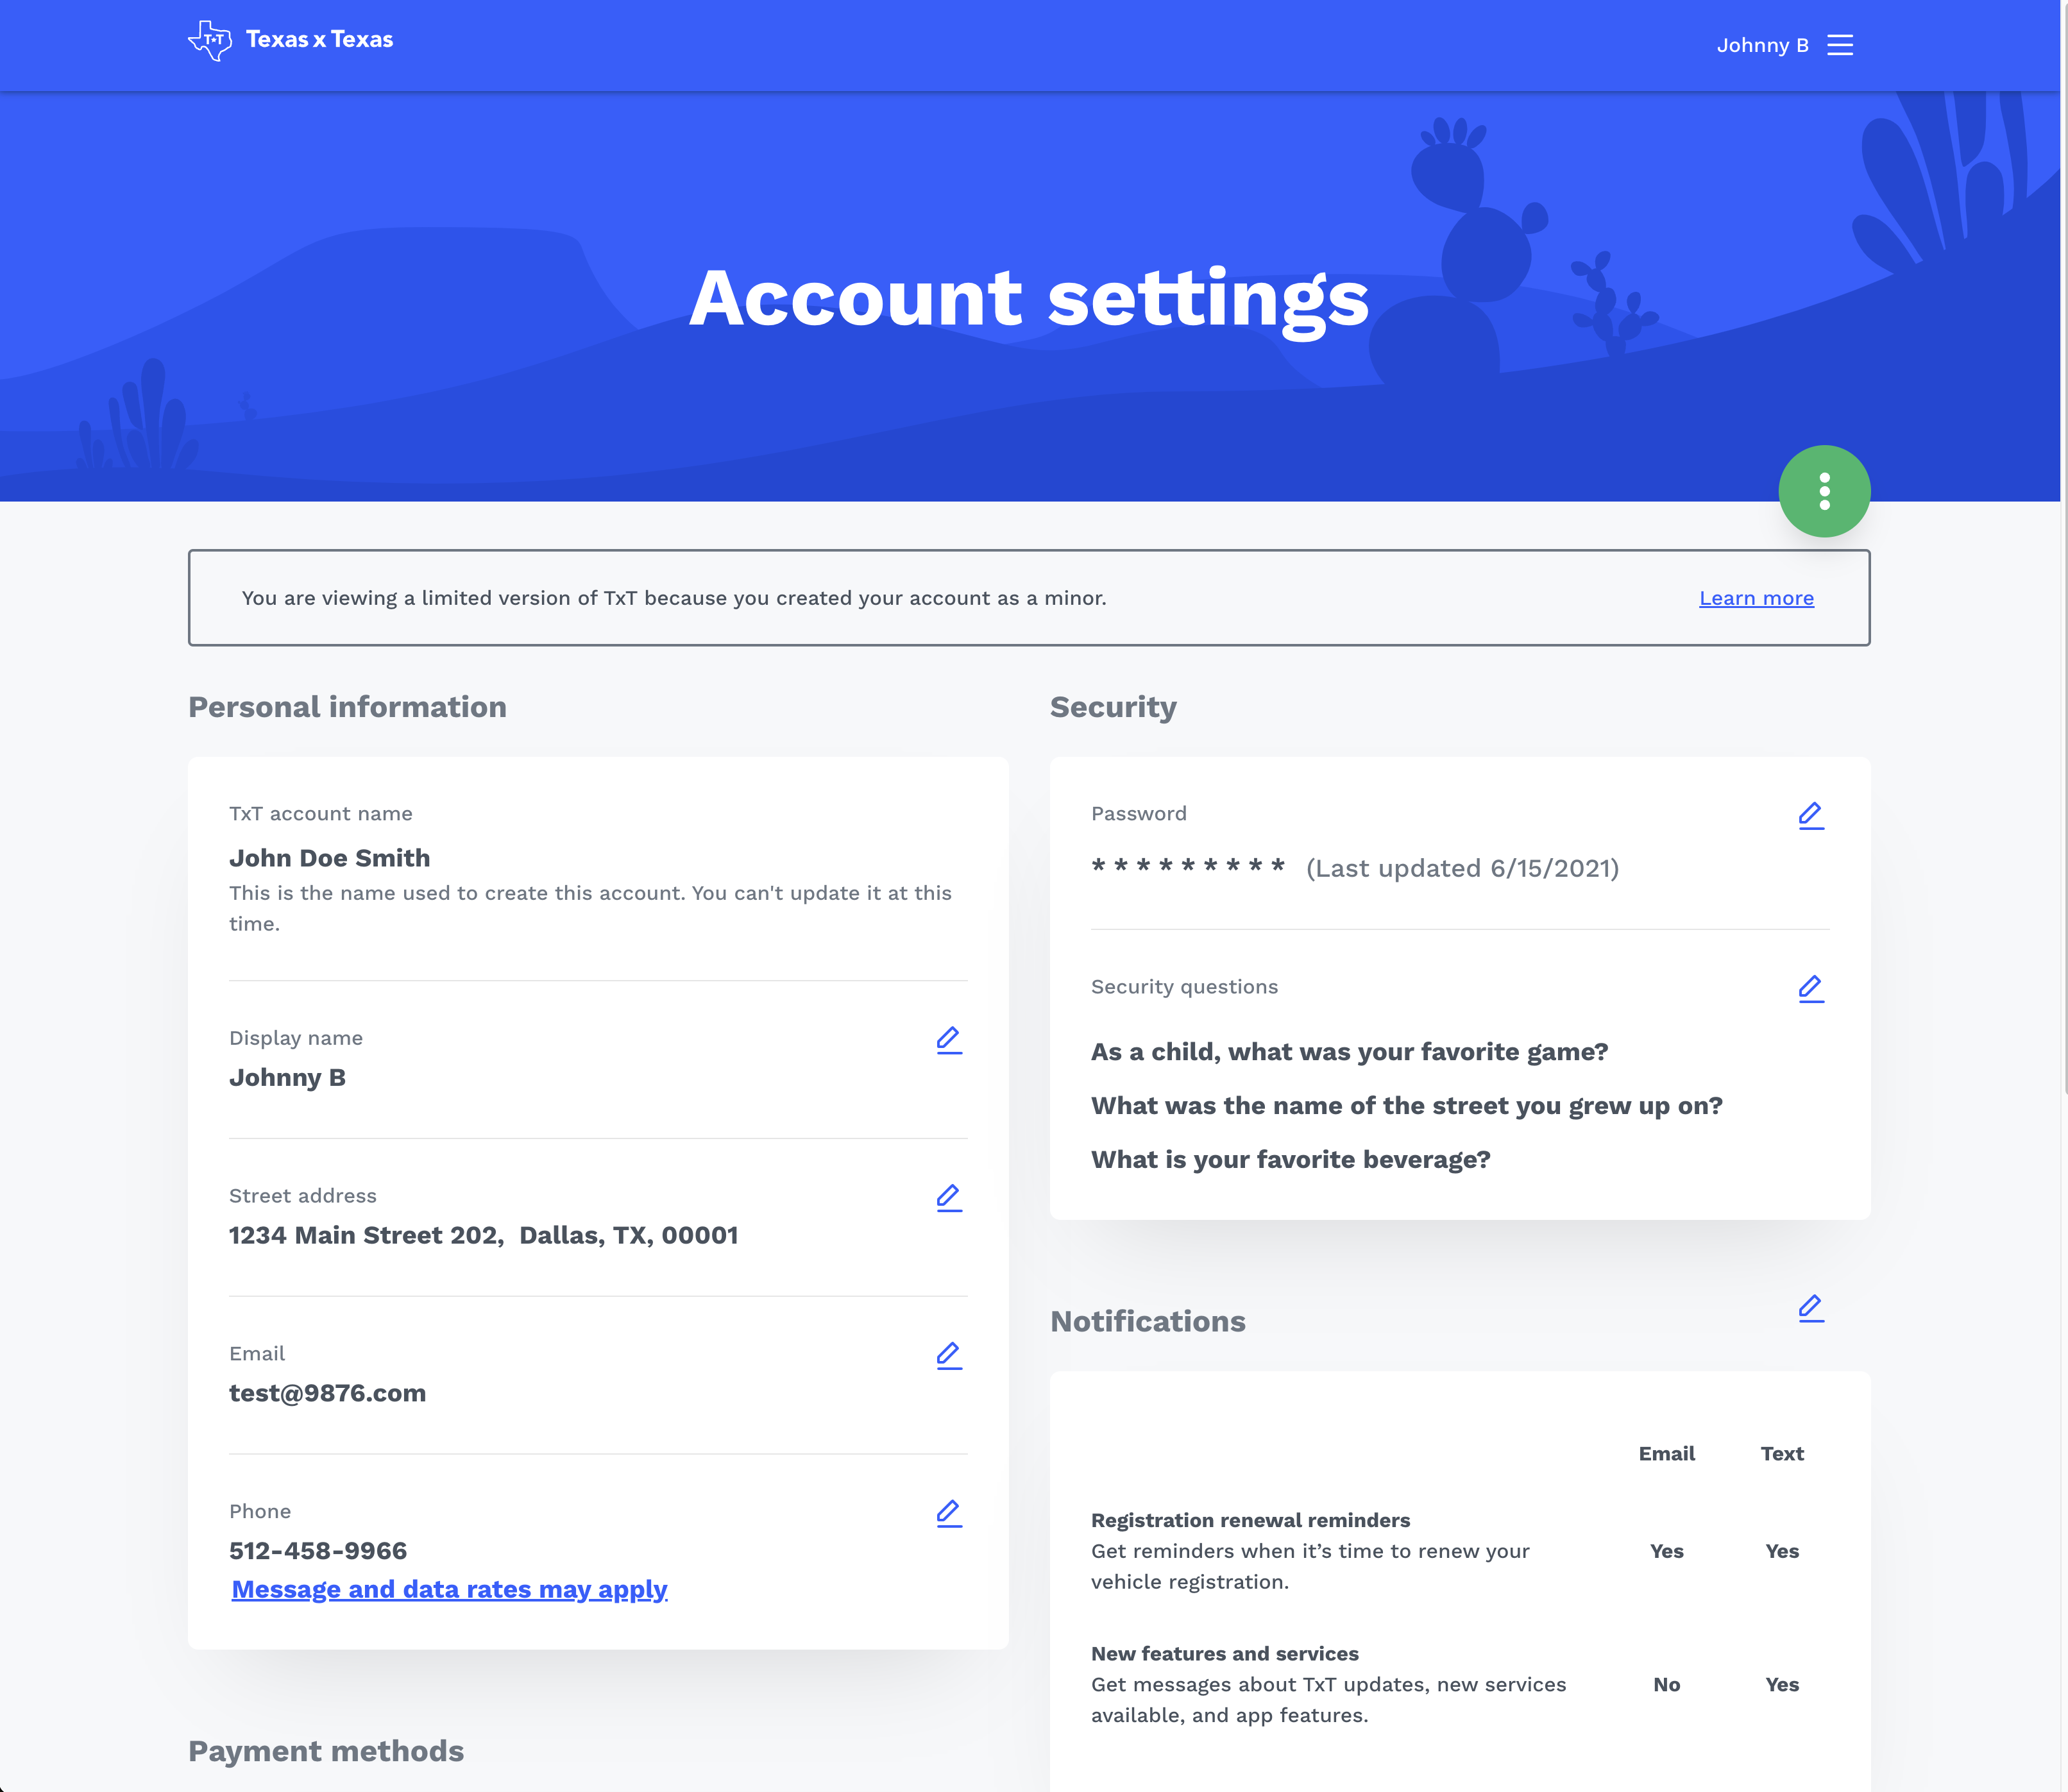 T★T Texas x Texas
Johnny B
Account settings
You are viewing a limited version of TxT because you created your account as a minor.
Learn more
Personal information
TxT account name
John Doe Smith
This is the name used to create this account. You can't update it at this
time.
Display name
Johnny B
Street address
1234 Main Street 202,  Dallas, TX, 00001
Email
test@9876.com
Phone
512-458-9966
Message and data rates may apply
Payment methods
Security
Password
* * * * * * * * * (Last updated 6/15/2021)
Security questions
As a child, what was your favorite game?
What was the name of the street you grew up on?
What is your favorite beverage?
Notifications
Email Text
Registration renewal reminders
Get reminders when it’s time to renew your
vehicle registration.
Yes Yes
New features and services
Get messages about TxT updates, new services
available, and app features.
No Yes